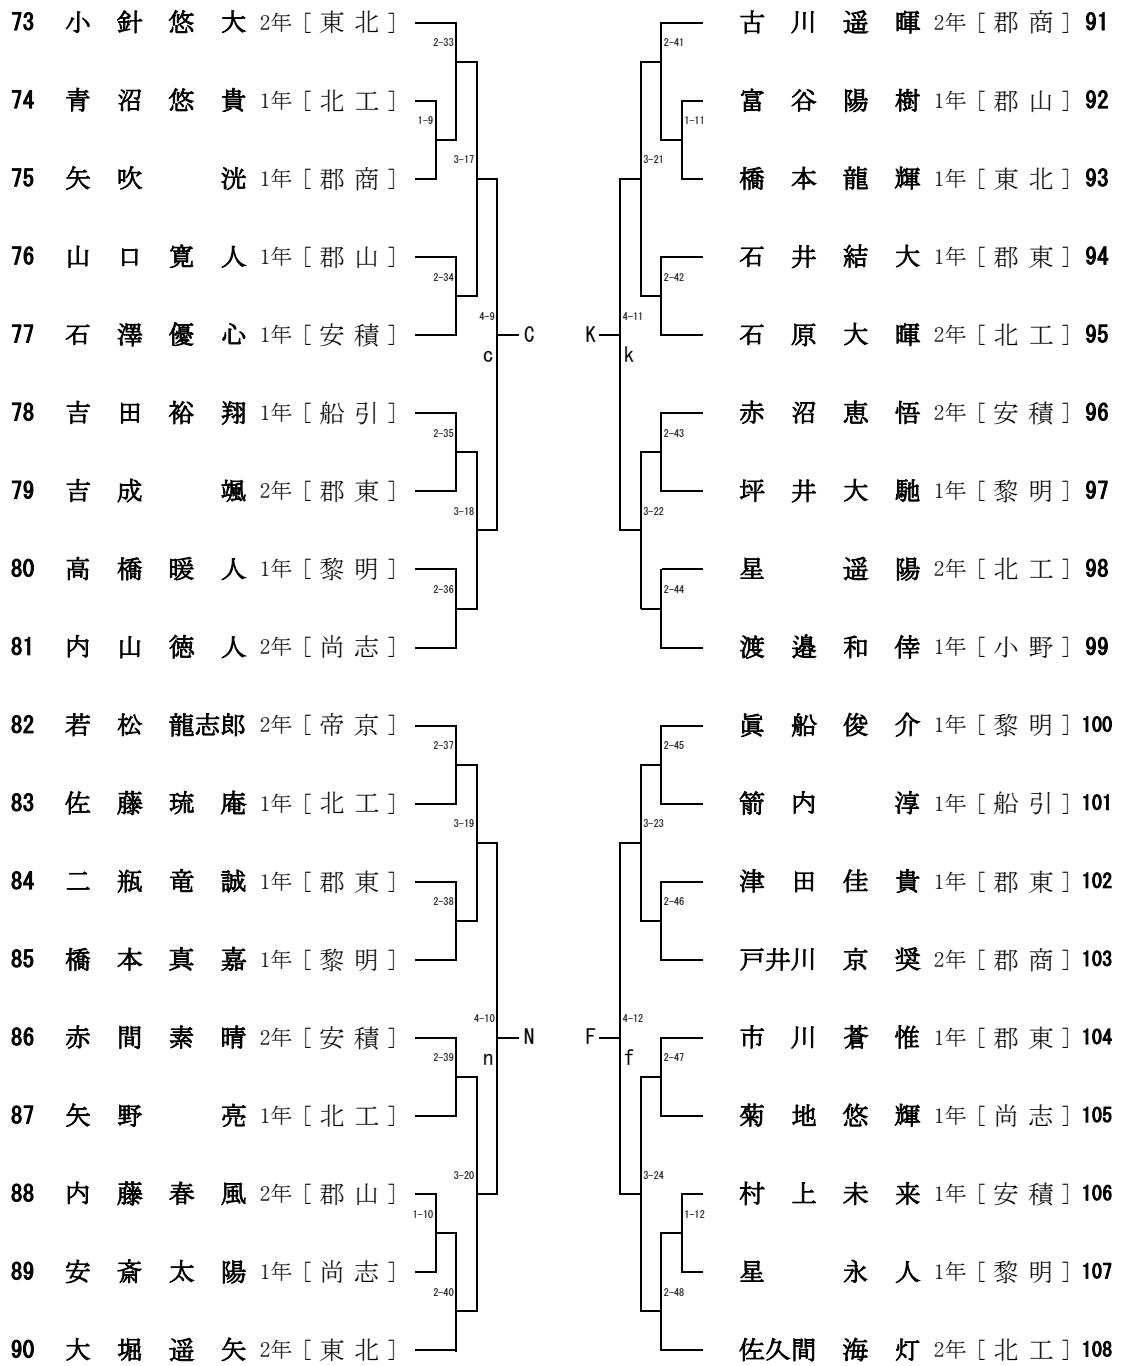 73 小針悠大 2年 [東北]
2-33
74 青沼悠貴 1年 [北工]
1-9
75 矢吹洸 1年 [郡商]
3-17
76 山口寛人 1年 [郡山]
2-34
77 石澤優心 1年 [安積]
4-9
C
c
78 吉田裕翔 1年 [船引]
2-35
79 吉成颯 2年 [郡東]
3-18
80 高橋暖人 1年 [黎明]
2-36
81 内山徳人 2年 [尚志]
82 若松龍志郎 2年 [帝京]
2-37
83 佐藤琉庵 1年 [北工]
3-19
84 二瓶竜誠 1年 [郡東]
2-38
85 橋本真嘉 1年 [黎明]
4-10
N
n
86 赤間素晴 2年 [安積]
2-39
87 矢野亮 1年 [北工]
3-20
88 内藤春風 2年 [郡山]
1-10
89 安斎太陽 1年 [尚志]
2-40
90 大堀遥矢 2年 [東北]
古川遥暉 2年 [郡商] 91
2-41
富谷陽樹 1年 [郡山] 92
1-11
3-21
橋本龍輝 1年 [東北] 93
石井結大 1年 [郡東] 94
2-42
4-11
K
k
石原大暉 2年 [北工] 95
赤沼恵悟 2年 [安積] 96
2-43
坪井大馳 1年 [黎明] 97
3-22
星遥陽 2年 [北工] 98
2-44
渡邉和倖 1年 [小野] 99
眞船俊介 1年 [黎明] 100
2-45
箭内淳 1年 [船引] 101
3-23
津田佳貴 1年 [郡東] 102
2-46
戸井川京奨 2年 [郡商] 103
4-12
F
f
市川蒼惟 1年 [郡東] 104
2-47
菊地悠輝 1年 [尚志] 105
3-24
村上未来 1年 [安積] 106
1-12
星永人 1年 [黎明] 107
2-48
佐久間海灯 2年 [北工] 108